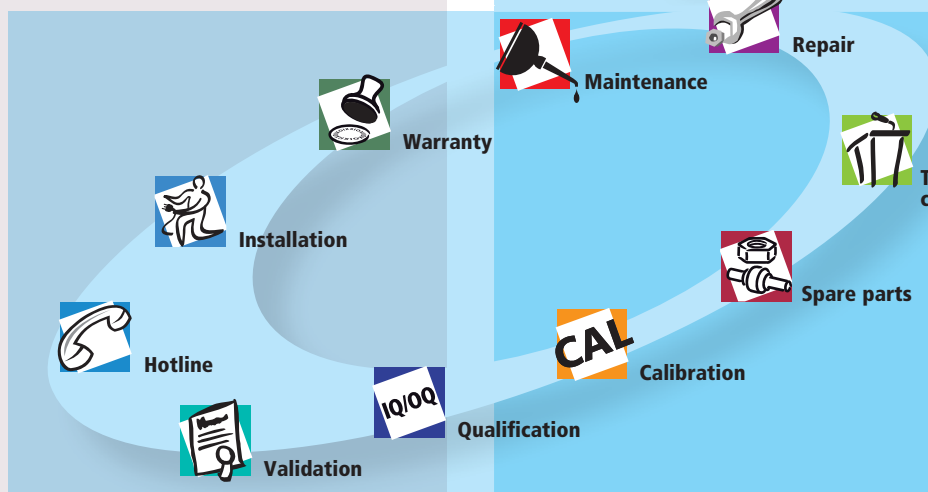 Repair
Maintenance
Warranty
Installation
Spare parts
Hotline
CAL
Calibration
IQ/OQ
Qualification
Validation